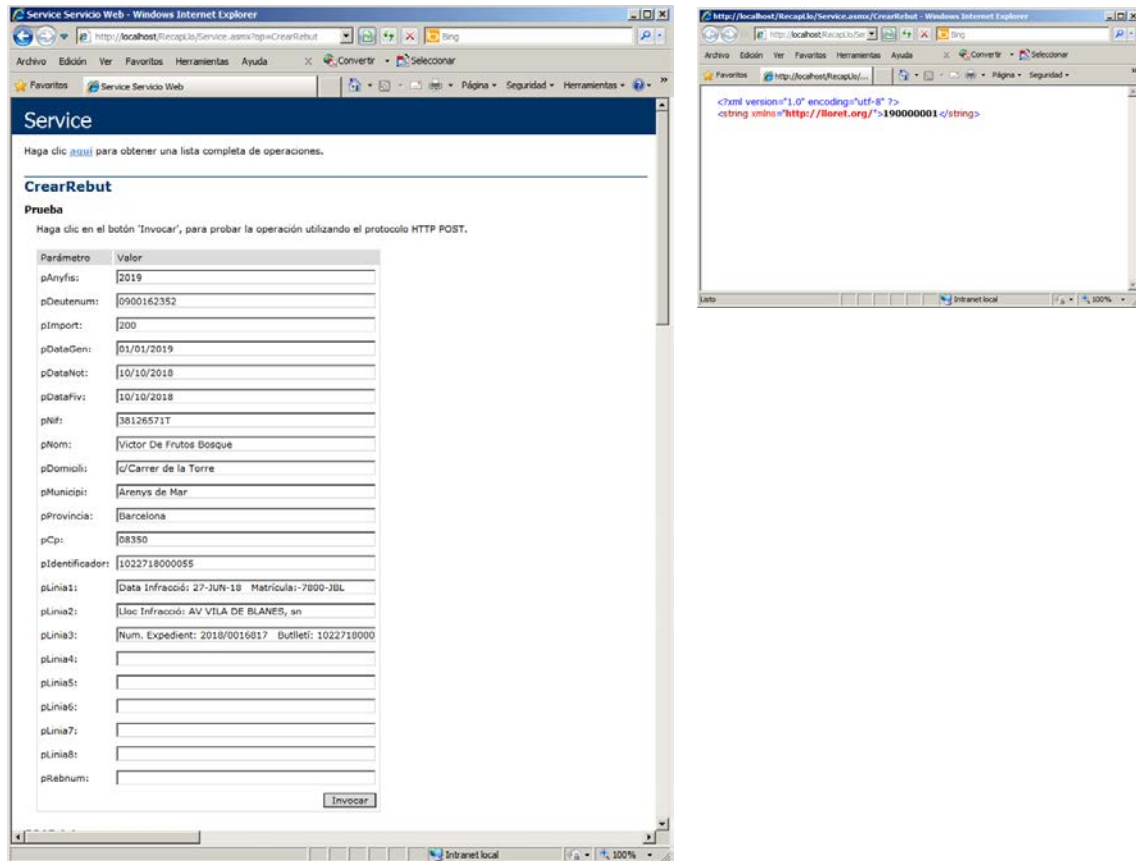 Service Servicio Web - Windows Internet Explorer
http://localhost/RecapLlo/Service.asmx?op=CrearRebut
Bing
Archivo Edición Ver Favoritos Herramientas Ayuda
X Convertir Seleccionar
Favoritos Service Servicio Web
Página Seguridad Herramientas
Service
Haga clic aquí para obtener una lista completa de operaciones.
CrearRebut
Prueba
Haga clic en el botón 'Invocar', para probar la operación utilizando el protocolo HTTP POST.
Parámetro Valor
pAnyfis: 2019
pDeutenum: 0900162352
pImport: 200
pDataGen: 01/01/2019
pDataNot: 10/10/2018
pDataFiv: 10/10/2018
pNif: 38126571T
pNom: Victor De Frutos Bosque
pDomicili: c/Carrer de la Torre
pMunicipi: Arenys de Mar
pProvincia: Barcelona
pCp: 08350
pIdentificador: 1022718000055
pLinia1: Data Infracció: 27-JUN-18 Matrícula:-7800-JBL
pLinia2: Lloc Infracció: AV VILA DE BLANES, sn
pLinia3: Num. Expedient: 2018/0016817 Butlletí: 1022718000
pLinia4:
pLinia5:
pLinia6:
pLinia7:
pLinia8:
pRebnum:
Invocar
Intranet local 100%
http://localhost/RecapLlo/Service.asmx/CrearRebut - Windows Internet Explorer
http://localhost/RecapLlo/Ser
Bing
Archivo Edición Ver Favoritos Herramientas Ayuda
X Convertir Seleccionar
Favoritos http://localhost/RecapLlo/...
Página Seguridad
<?xml version="1.0" encoding="utf-8" ?>
<string xmlns="http://lloret.org/">190000001</string>
Listo Intranet local 100%